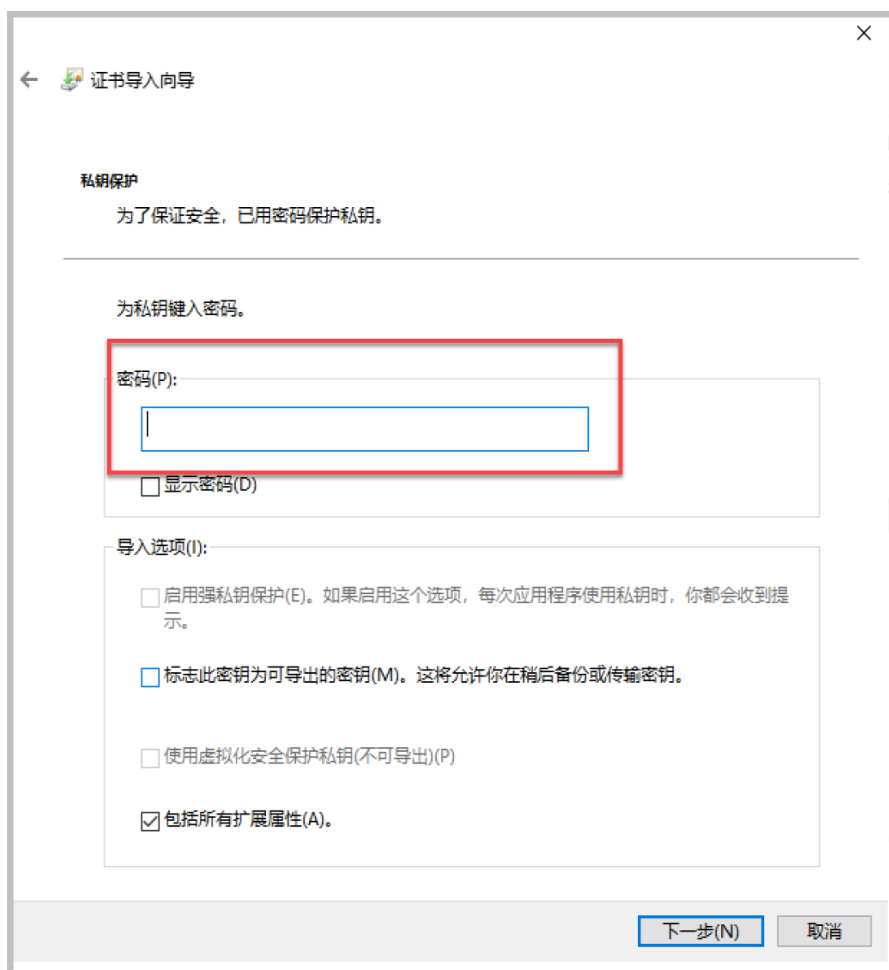 证书导入向导
私钥保护
为了保证安全，已用密码保护私钥。
为私钥键入密码。
密码(P):
显示密码(D)
导入选项(I):
启用强私钥保护(E)。如果启用这个选项，每次应用程序使用私钥时，你都会收到提
示。
标志此密钥为可导出的密钥(M)。这将允许你在稍后备份或传输密钥。
使用虚拟化安全保护私钥(不可导出)(P)
包括所有扩展属性(A)。
下一步(N) 取消